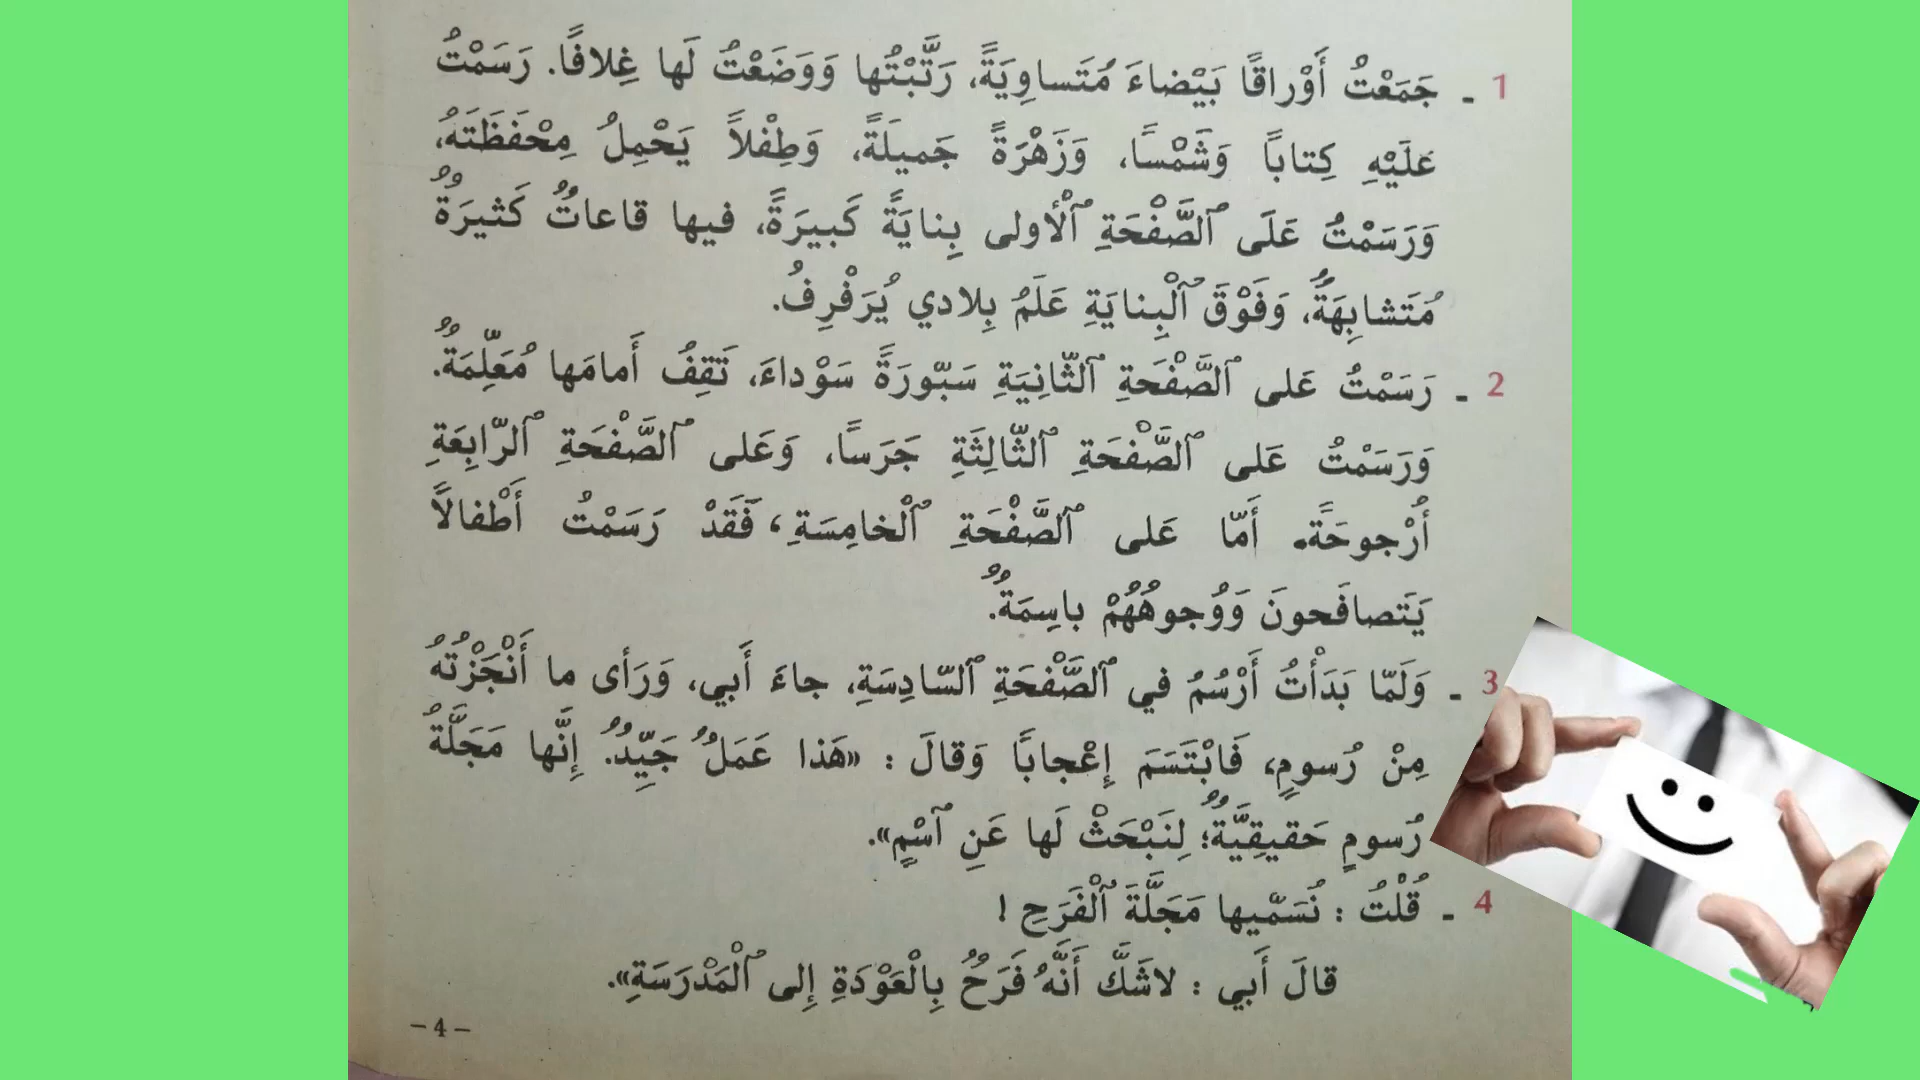 1 ـ جَمَعْتُ أَوْراقًا بَيْضاءَ مُتَساوِيَةً، رَتَّبْتُها وَوَضَعْتُ لَها غِلافًا. رَسَمْتُ
عَلَيْهِ كِتابًا وَشَمْسًا، وَزَهْرَةً جَميلَةً، وَطِفْلاً يَحْمِلُ مِحْفَظَتَهُ،
وَرَسَمْتُ عَلَى ٱلصَّفْحَةِ ٱلْأولى بِنايَةً كَبيرَةً، فيها قاعاتٌ كَثيرَةٌ
مُتَشابِهَةٌ، وَفَوْقَ ٱلْبِنايَةِ عَلَمُ بِلادي يُرَفْرِفُ.
2 ـ رَسَمْتُ عَلى ٱلصَّفْحَةِ ٱلثّانِيَةِ سَبّورَةً سَوْداءَ، تَقِفُ أَمامَها مُعَلِّمَةٌ.
وَرَسَمْتُ عَلى ٱلصَّفْحَةِ ٱلثّالِثَةِ جَرَسًا، وَعَلى ٱلصَّفْحَةِ ٱلرّابِعَةِ
أُرْجوحَةً. أَمّا عَلى ٱلصَّفْحَةِ ٱلْخامِسَةِ، فَقَدْ رَسَمْتُ أَطْفالاً
يَتَصافَحونَ وَوُجوهُهُمْ باسِمَةٌ.
3 ـ وَلَمّا بَدَأْتُ أَرْسُمُ في ٱلصَّفْحَةِ ٱلسّادِسَةِ، جاءَ أَبي، وَرَأى ما أَنْجَزْتُهُ
مِنْ رُسومٍ، فَابْتَسَمَ إِعْجابًا وَقالَ : «هَذا عَمَلٌ جَيِّدٌ. إِنَّها مَجَلَّةُ
رُسومٍ حَقيقِيَّةٌ؛ لِنَبْحَثْ لَها عَنِ ٱسْمٍ».
4 ـ قُلْتُ : نُسَمّيها مَجَلَّةَ ٱلْفَرَحِ !
قالَ أَبي : لاشَكَّ أَنَّهُ فَرَحُ بِالْعَوْدَةِ إِلى ٱلْمَدْرَسَةِ».
– 4 –